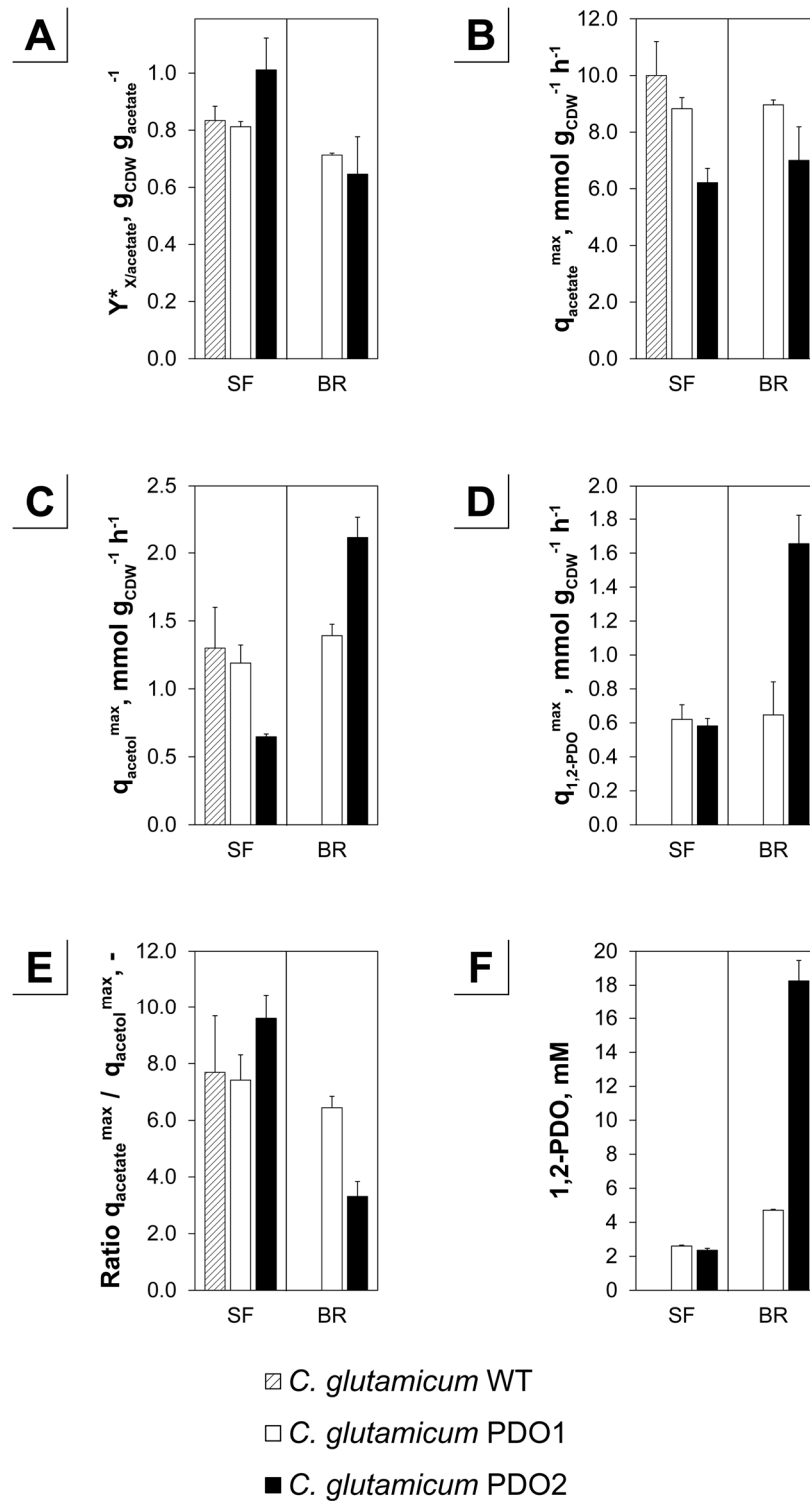 A
Y*X/acetate, gCDW gacetate-1
1.0
0.8
0.6
0.4
0.2
0.0
SF BR
B
qacetatemax, mmol gCDW-1 h-1
12.0
10.0
8.0
6.0
4.0
2.0
0.0
SF BR
C
qacetolmax, mmol gCDW-1 h-1
2.5
2.0
1.5
1.0
0.5
0.0
SF BR
D
q1,2-PDOmax, mmol gCDW-1 h-1
2.0
1.8
1.6
1.4
1.2
1.0
0.8
0.6
0.4
0.2
0.0
SF BR
E
Ratio qacetatemax / qacetolmax, -
12.0
10.0
8.0
6.0
4.0
2.0
0.0
SF BR
F
1,2-PDO, mM
20
18
16
14
12
10
8
6
4
2
0
SF BR
C. glutamicum WT
C. glutamicum PDO1
C. glutamicum PDO2